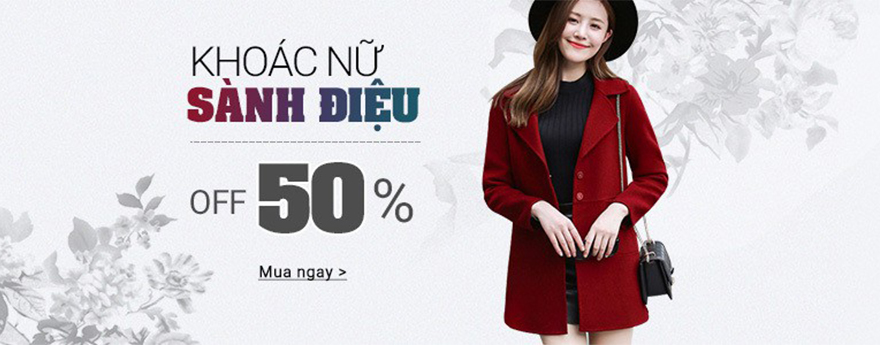 KHOÁC NỮ
SÀNH ĐIỆU
OFF 50 %
Mua ngay >